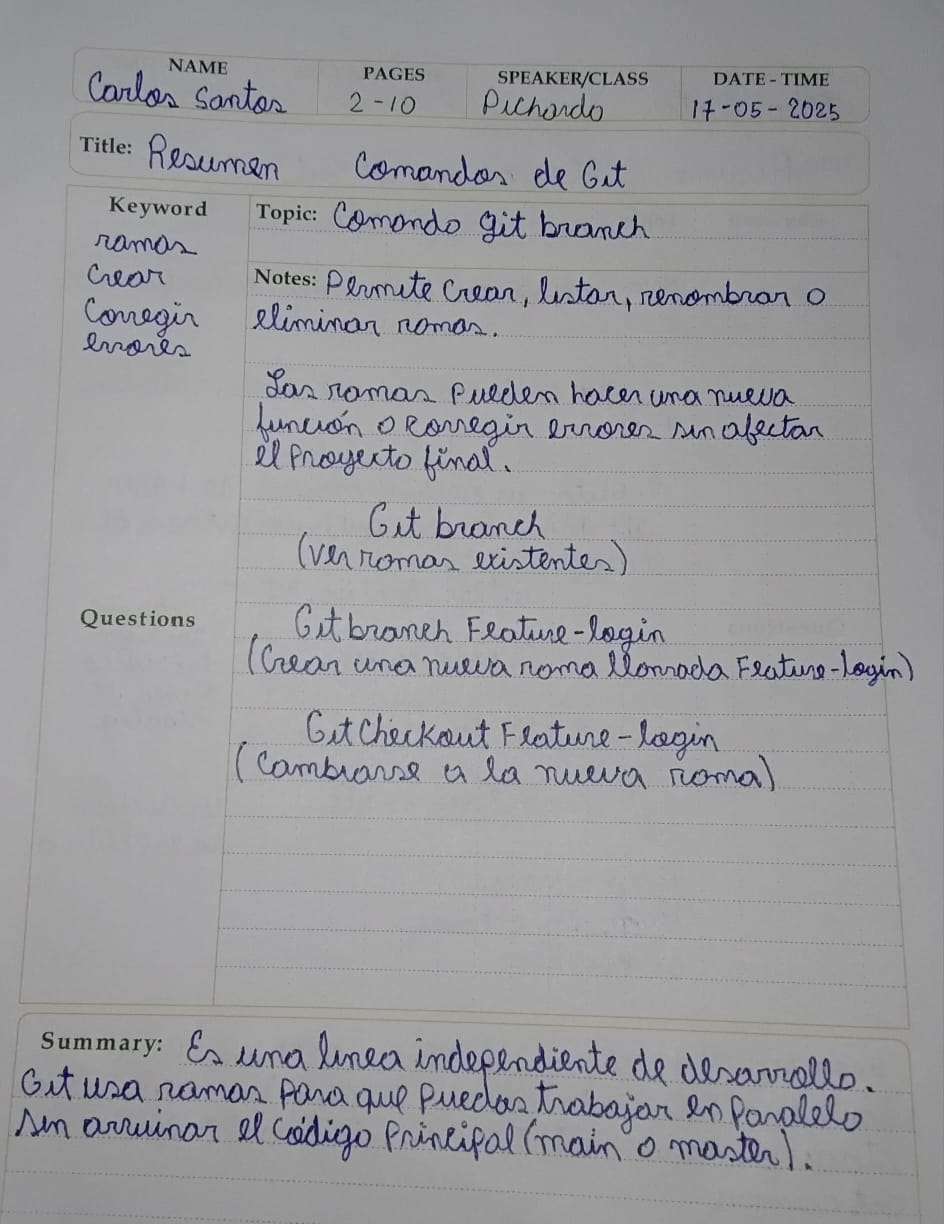 NAME PAGES SPEAKER/CLASS DATE - TIME
Carlos Santos 2-10 Pichardo 17-05-2025
Title: Resumen Comandos de Git
Keyword
ramas
Crear
Corregir
errores
Topic: Comando git branch
Notes: Permite Crear, listar, renombrar o
eliminar ramas.
Las ramas Pueden hacer una nueva
función o Corregir errores sin afectar
el Proyecto final.
Git branch
(ver ramas existentes)
Questions
Git branch Feature-login
(Crear una nueva rama llamada Feature-login)
Git Checkout Feature-login
(Cambiarse a la nueva rama)
Summary: Es una linea independiente de desarrollo.
Git usa ramas Para que Puedas trabajar en Paralelo
sin arruinar el Código Principal (main o master).